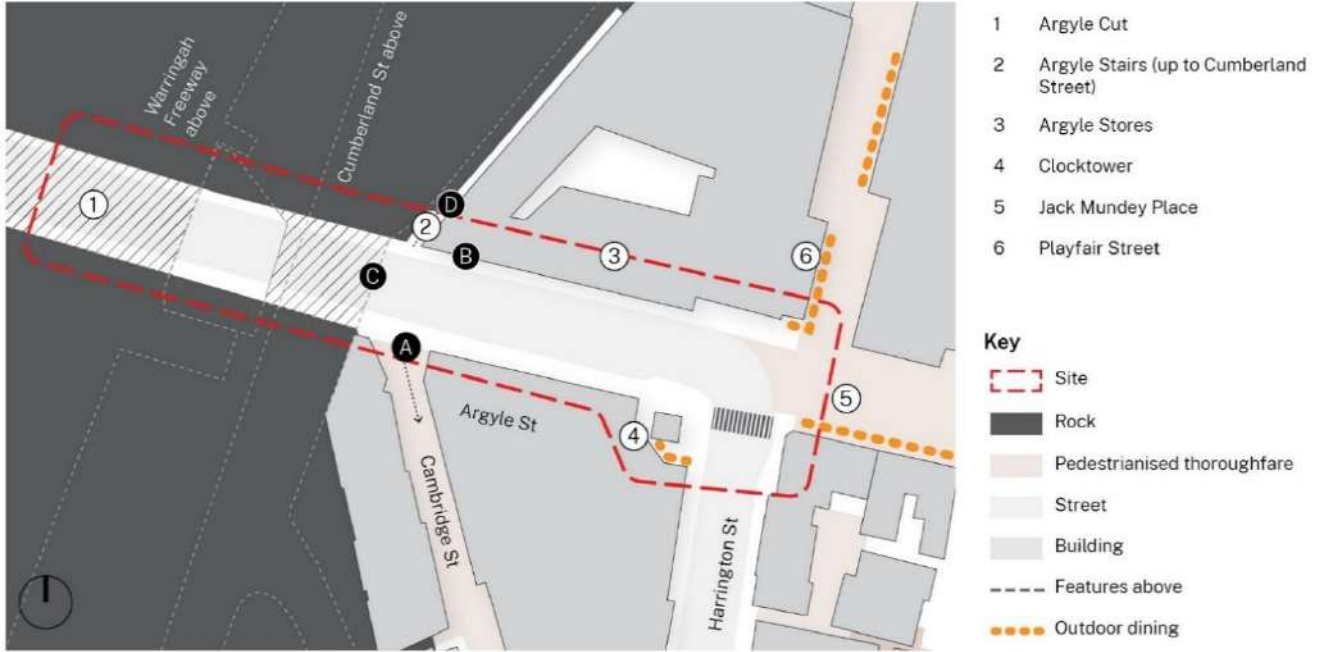 Warringah
Freeway
above
Cumberland St above
1
D
2
B
3
6
C
A
Argyle St
4
5
Cambridge St
Harrington St
1 Argyle Cut
2 Argyle Stairs (up to Cumberland
Street)
3 Argyle Stores
4 Clocktower
5 Jack Mundey Place
6 Playfair Street
Key
Site
Rock
Pedestrianised thoroughfare
Street
Building
Features above
Outdoor dining